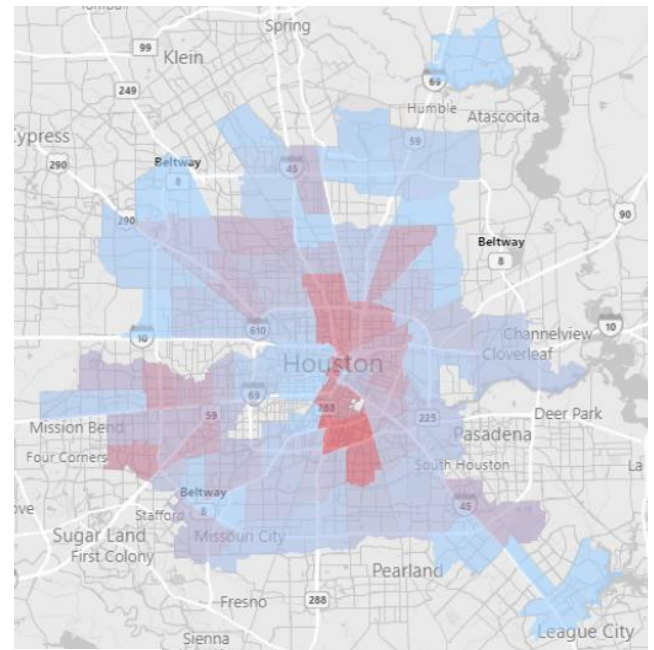 Spring
99
Klein
69
249
Humble
Atascocita
Cypress
59
45
290
Beltway
8
90
290
Beltway
8
610
Channelview
10
10
Houston
Cloverleaf
69
288
Deer Park
59
225
Mission Bend
Pasadena
Four Corners
South Houston
La
Beltway
45
Stafford
8
Sugar Land
Missouri City
First Colony
Pearland
Fresno
288
League City
Sienna